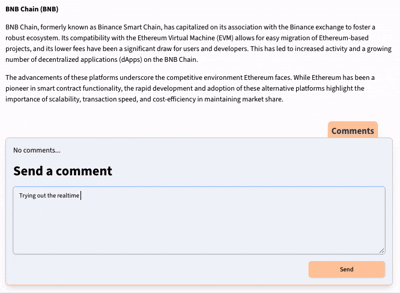 BNB Chain (BNB)
BNB Chain, formerly known as Binance Smart Chain, has capitalized on its association with the Binance exchange to foster a
robust ecosystem. Its compatibility with the Ethereum Virtual Machine (EVM) allows for easy migration of Ethereum-based
projects, and its lower fees have been a significant draw for users and developers. This has led to increased activity and a growing
number of decentralized applications (dApps) on the BNB Chain.
The advancements of these platforms underscore the competitive environment Ethereum faces. While Ethereum has been a
pioneer in smart contract functionality, the rapid development and adoption of these alternative platforms highlight the
importance of scalability, transaction speed, and cost-efficiency in maintaining market share.
Comments
No comments...
Send a comment
Trying out the realtime
Send